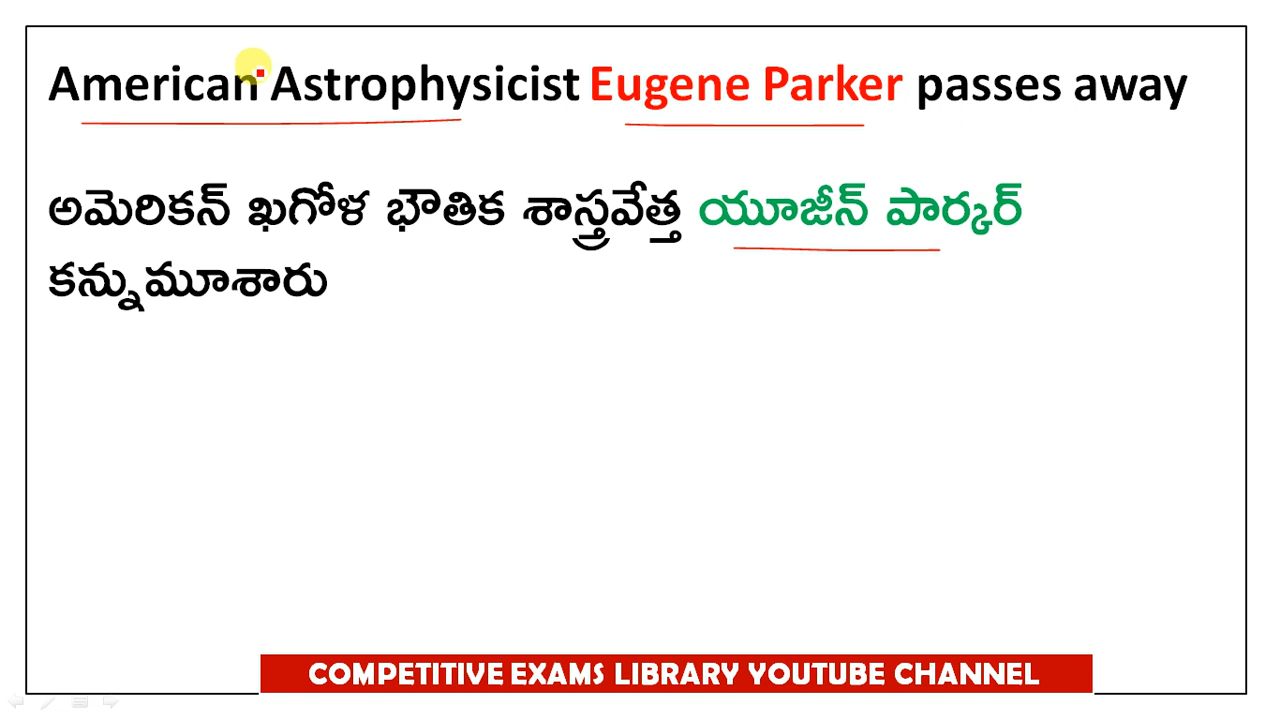 American Astrophysicist Eugene Parker passes away
అమెరికన్ ఖగోళ భౌతిక శాస్త్రవేత్త యూజీన్ పార్కర్
కన్నుమూశారు
COMPETITIVE EXAMS LIBRARY YOUTUBE CHANNEL